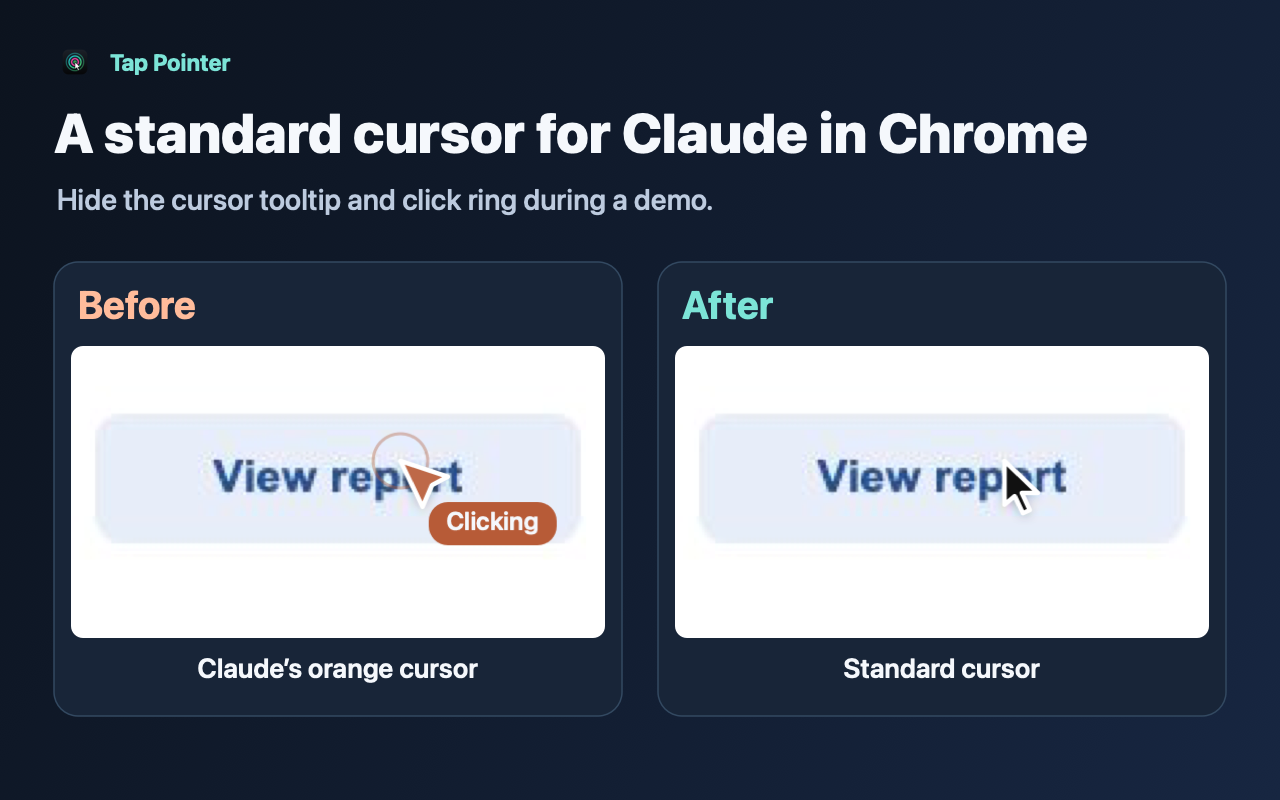 Tap Pointer
A standard cursor for Claude in Chrome
Hide the cursor tooltip and click ring during a demo.
Before
View report
Clicking
Claude’s orange cursor
After
View report
Standard cursor